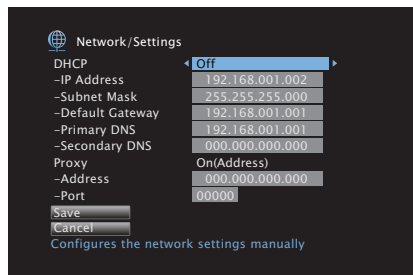 Network/Settings
DHCP Off
–IP Address 192.168.001.002
–Subnet Mask 255.255.255.000
–Default Gateway 192.168.001.001
–Primary DNS 192.168.001.001
–Secondary DNS 000.000.000.000
Proxy On(Address)
–Address 000.000.000.000
–Port 00000
Save
Cancel
Configures the network settings manually